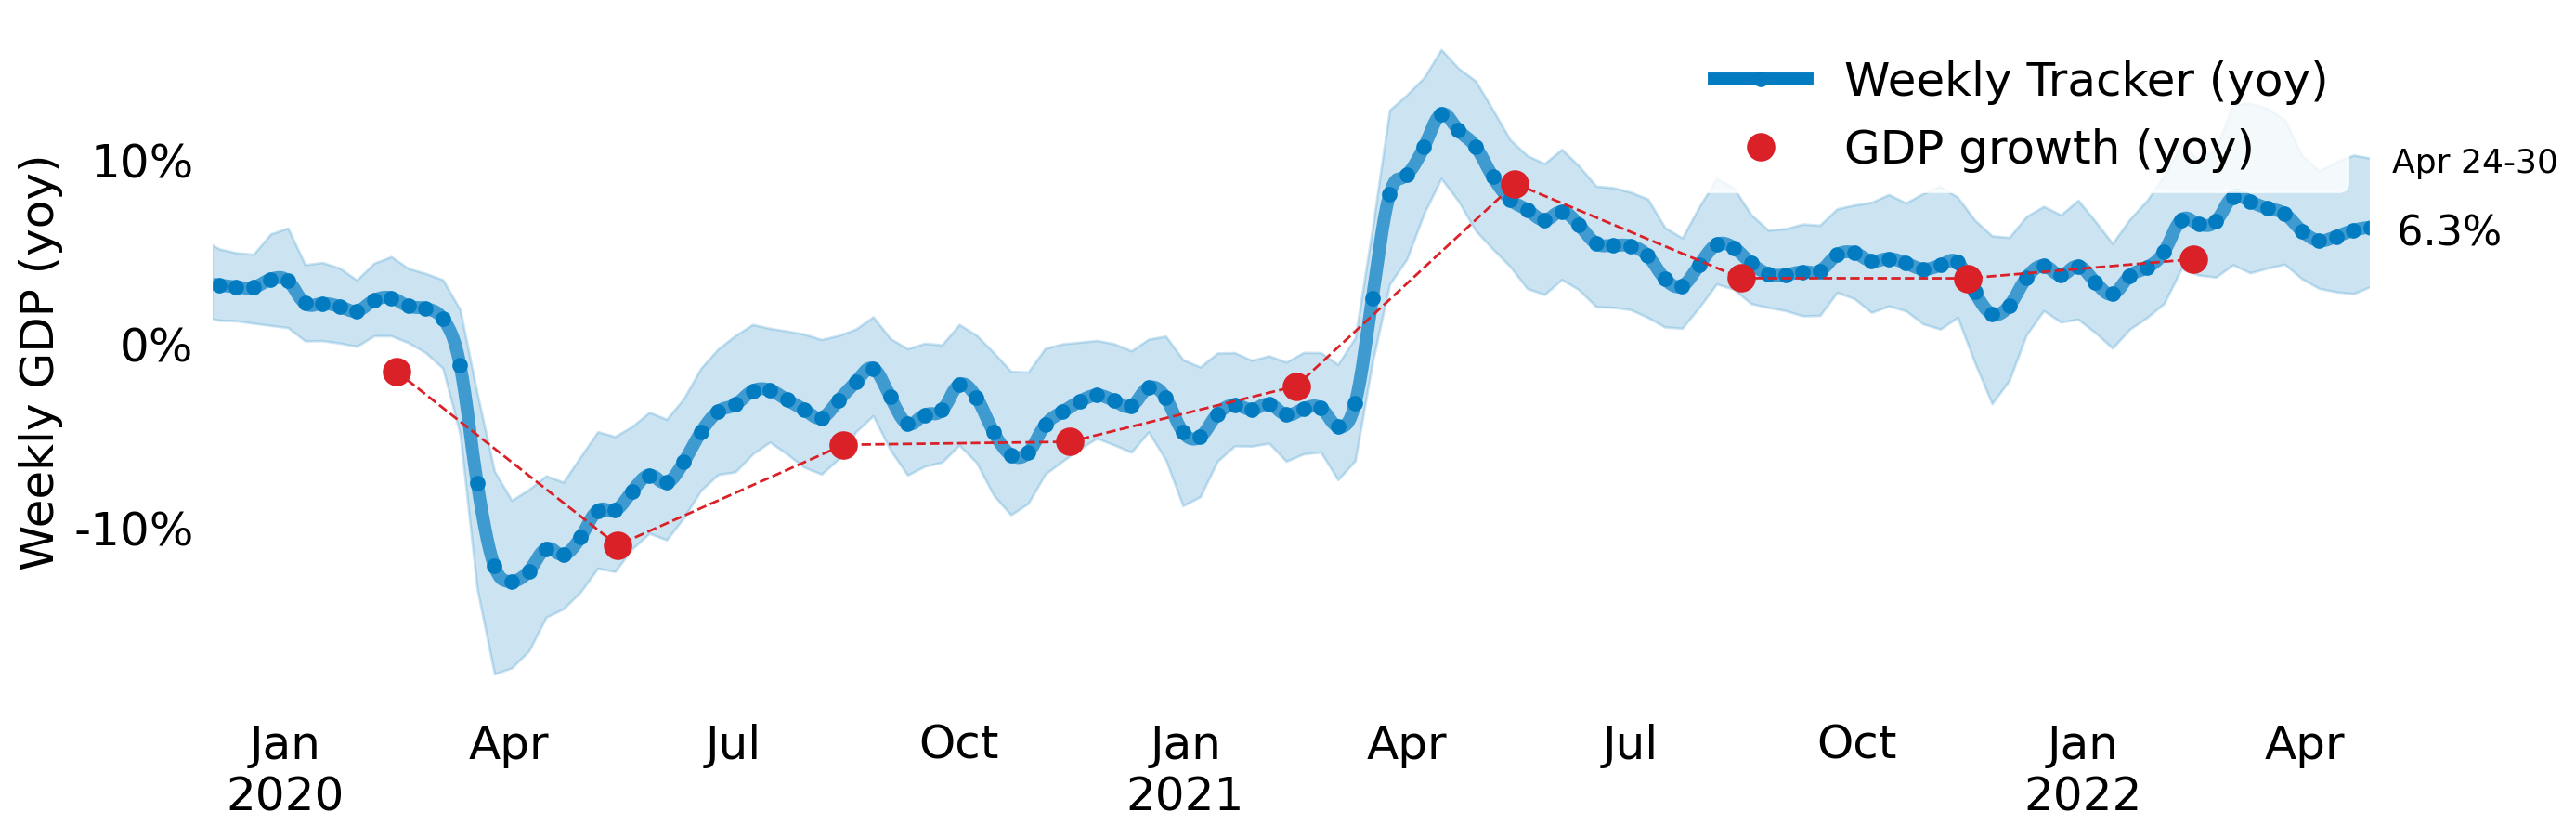 Weekly Tracker (yoy)
GDP growth (yoy)
Weekly GDP (yoy)
10%
0%
-10%
Apr 24-30
6.3%
Jan Apr Jul Oct Jan Apr Jul Oct Jan Apr
2020 2021 2022